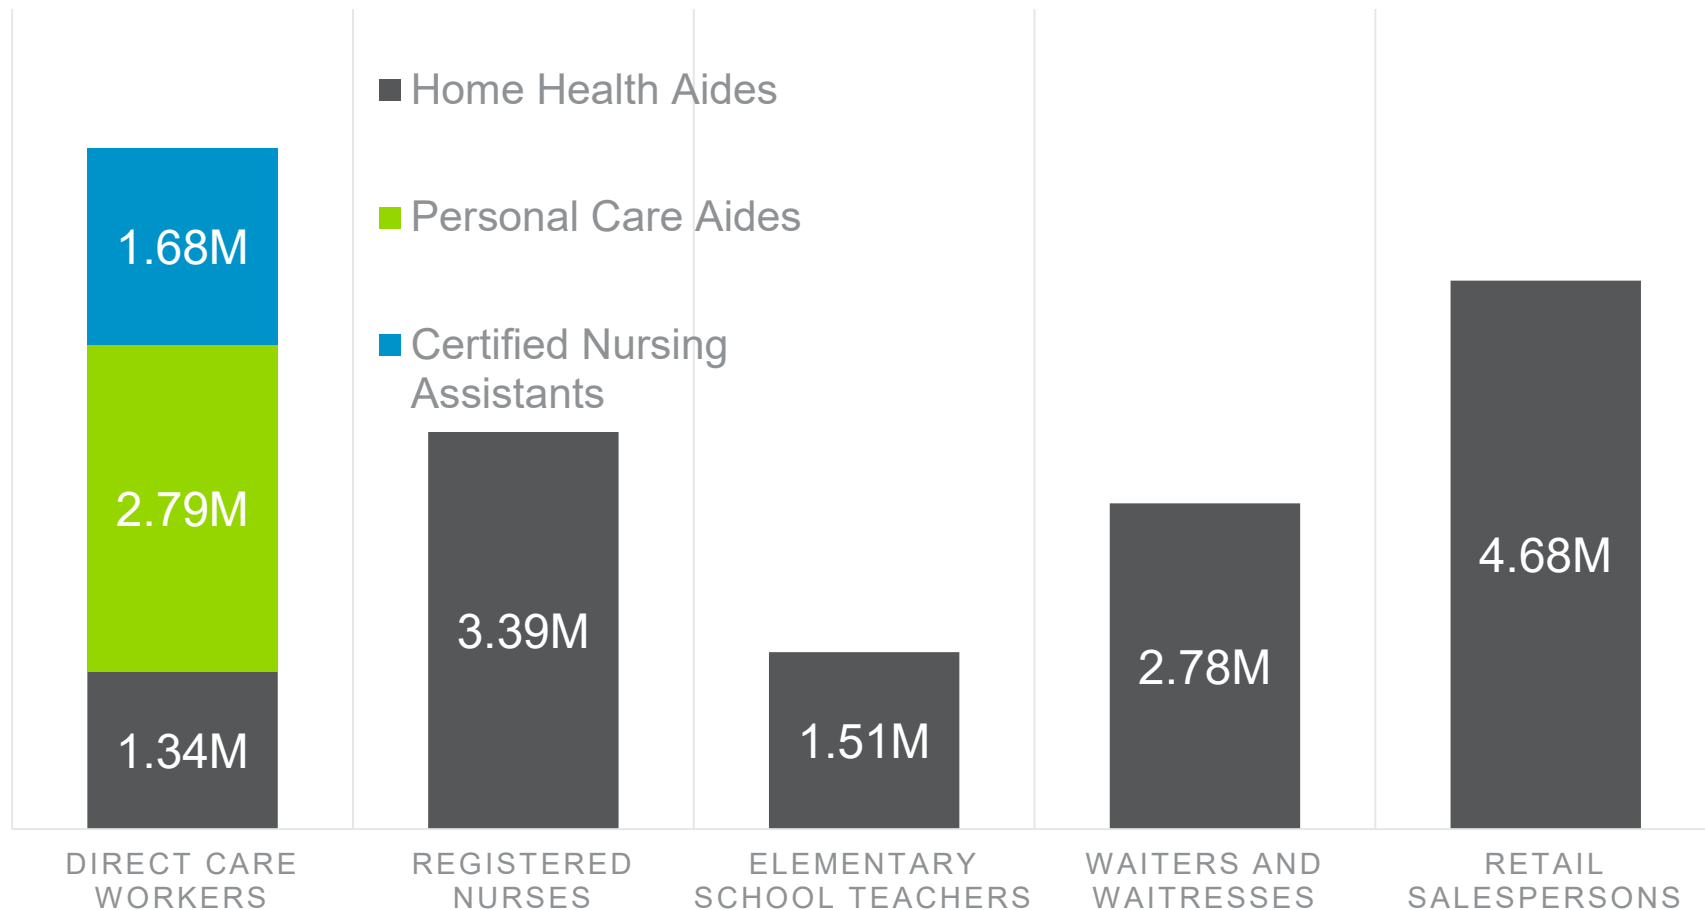 Home Health Aides
Personal Care Aides
Certified Nursing
Assistants
1.68M
2.79M
1.34M
3.39M
1.51M
2.78M
4.68M
DIRECT CARE
WORKERS
REGISTERED
NURSES
ELEMENTARY
SCHOOL TEACHERS
WAITERS AND
WAITRESSES
RETAIL
SALESPERSONS